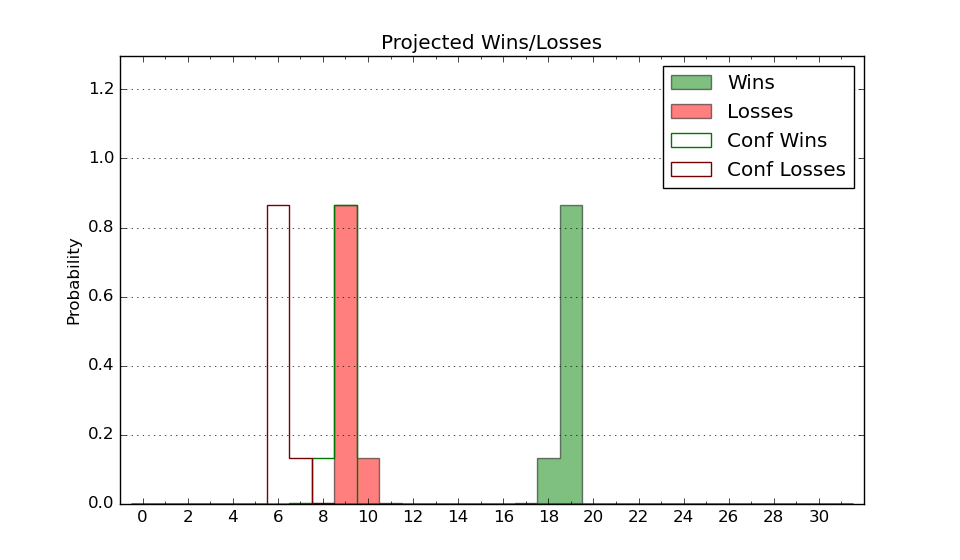 Projected Wins/Losses
Wins
Losses
Conf Wins
Conf Losses
Probability
1.2
1.0
0.8
0.6
0.4
0.2
0.0
0 2 4 6 8 10 12 14 16 18 20 22 24 26 28 30